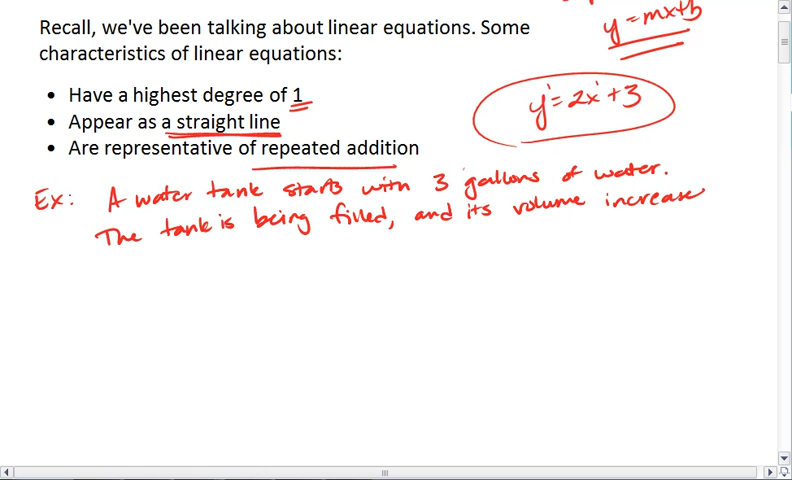 y = mx+b
Recall, we've been talking about linear equations. Some
characteristics of linear equations:
• Have a highest degree of 1
y¹ = 2x¹ + 3
• Appear as a straight line
• Are representative of repeated addition
Ex: A water tank starts with 3 gallons of water.
The tank is being filled, and its volume increase